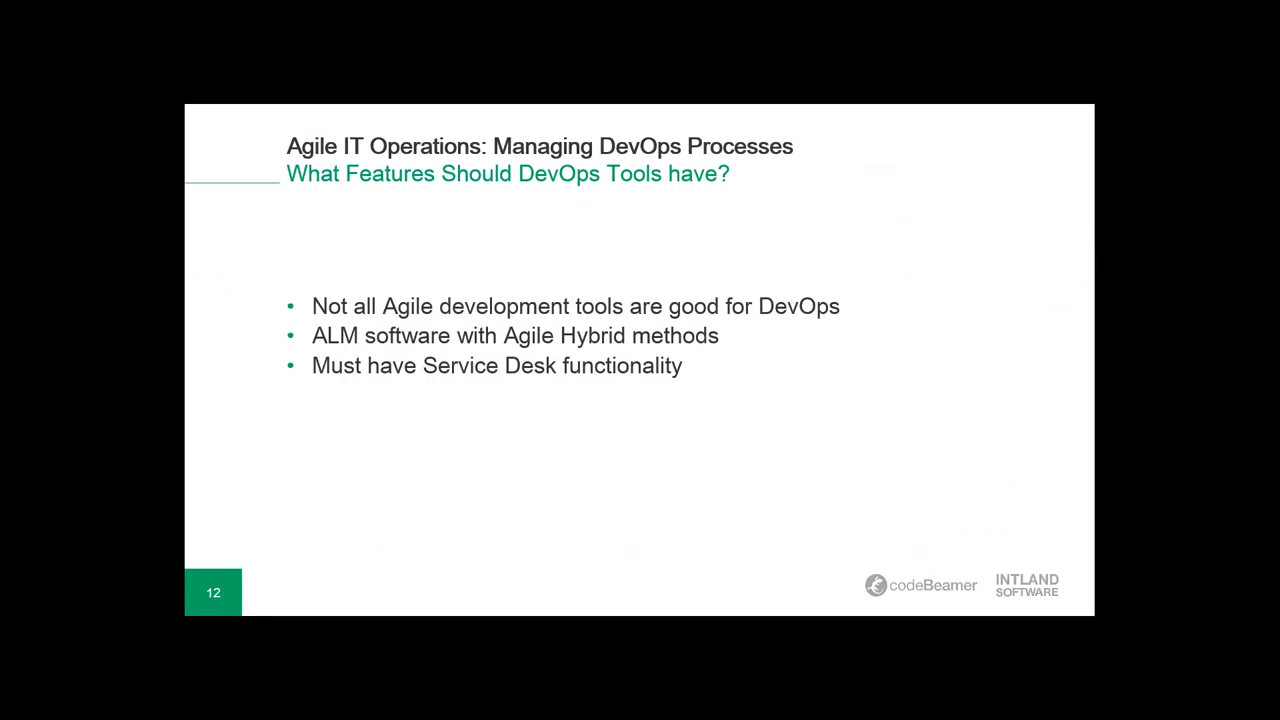 Agile IT Operations: Managing DevOps Processes
What Features Should DevOps Tools have?
• Not all Agile development tools are good for DevOps
• ALM software with Agile Hybrid methods
• Must have Service Desk functionality
12
codeBeamer
INTLAND
SOFTWARE